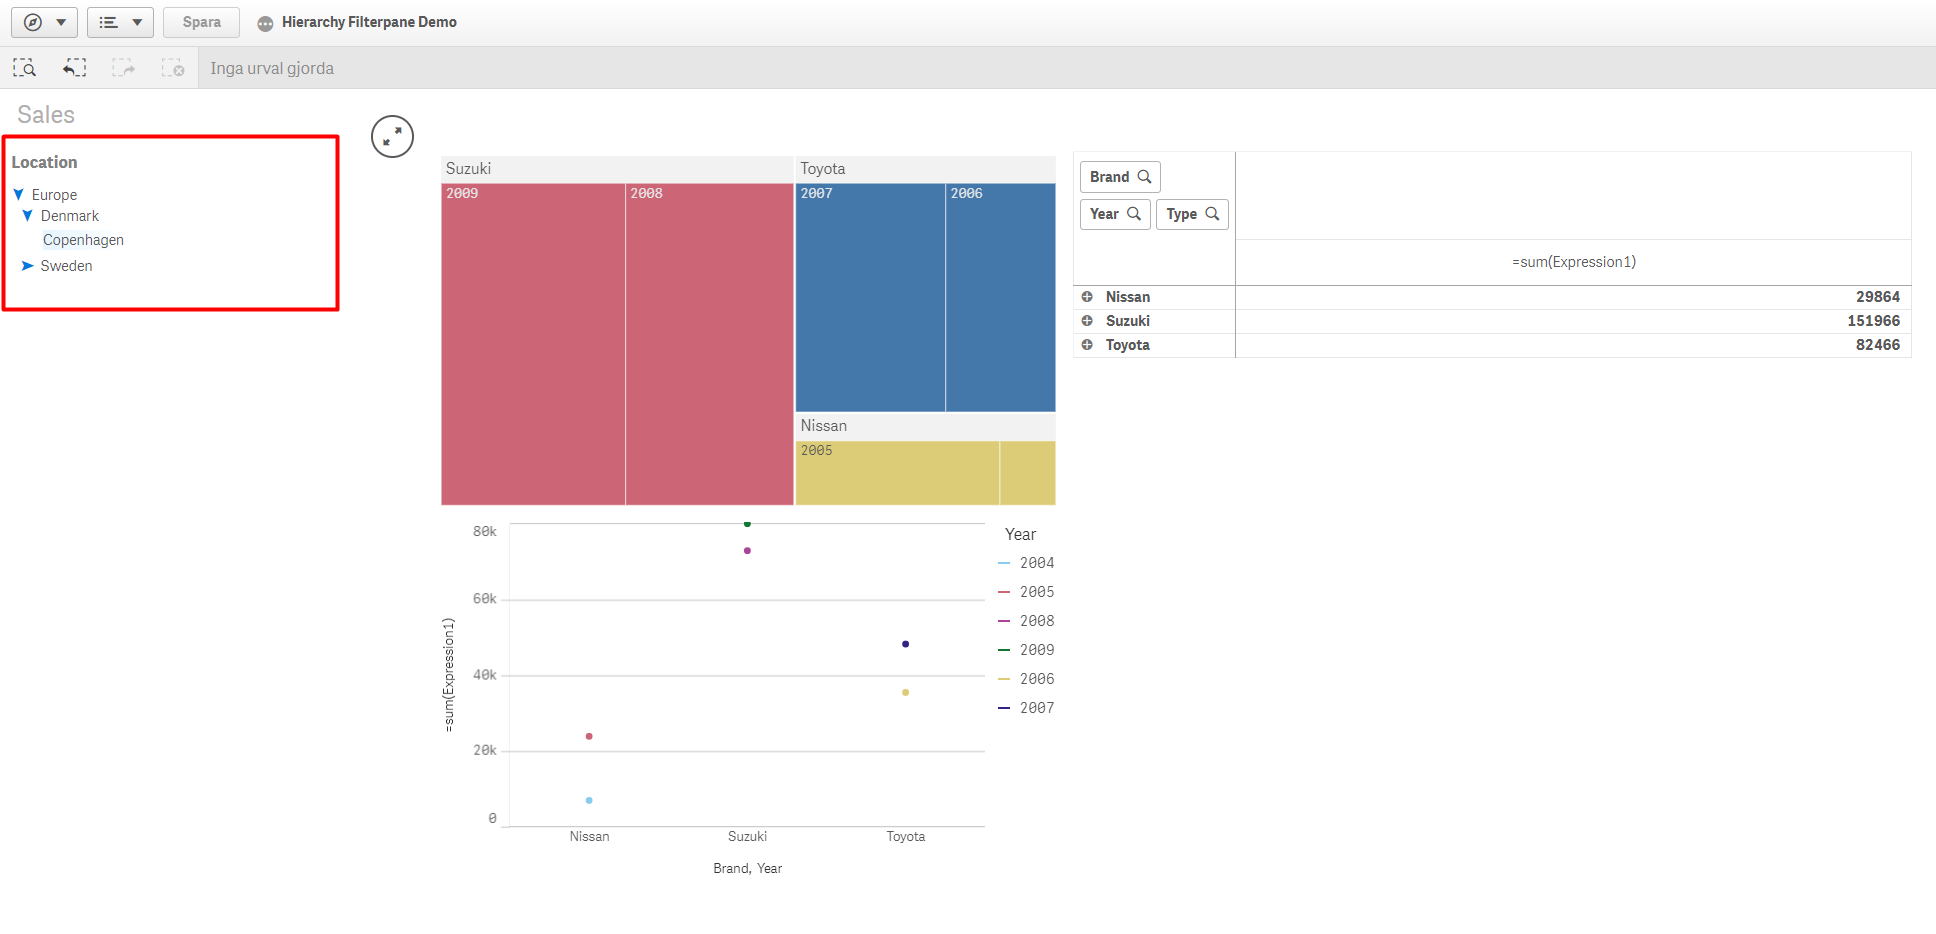 Spara
Hierarchy Filterpane Demo
Inga urval gjorda
Sales
Location
Europe
Denmark
Copenhagen
Sweden
Suzuki
2009
2008
Toyota
2007
2006
Nissan
2005
80k
60k
40k
20k
0
=sum(Expression1)
Nissan
Suzuki
Toyota
Brand, Year
Year
2004
2005
2008
2009
2006
2007
Brand
Year
Type
=sum(Expression1)
Nissan 29864
Suzuki 151966
Toyota 82466